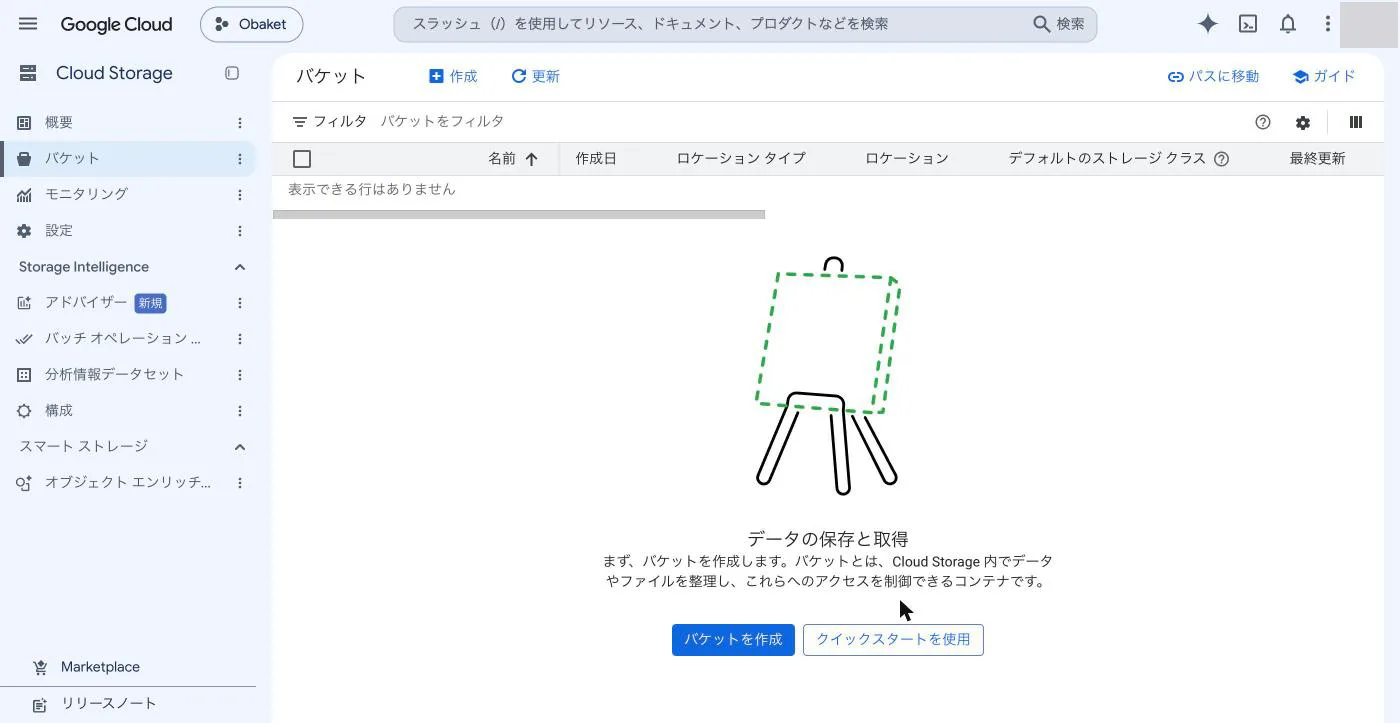 Google Cloud
Obaket
スラッシュ（/）を使用してリソース、ドキュメント、プロダクトなどを検索
検索
Cloud Storage
バケット
作成
更新
パスに移動
ガイド
概要
バケット
モニタリング
設定
Storage Intelligence
アドバイザー 新規
バッチ オペレーション ...
分析情報データセット
構成
スマート ストレージ
オブジェクト エンリッチ...
Marketplace
リリースノート
フィルタ バケットをフィルタ
名前 作成日 ロケーション タイプ ロケーション デフォルトのストレージ クラス 最終更新
表示できる行はありません
データの保存と取得
まず、バケットを作成します。バケットとは、Cloud Storage 内でデータ
やファイルを整理し、これらへのアクセスを制御できるコンテナです。
バケットを作成
クイックスタートを使用